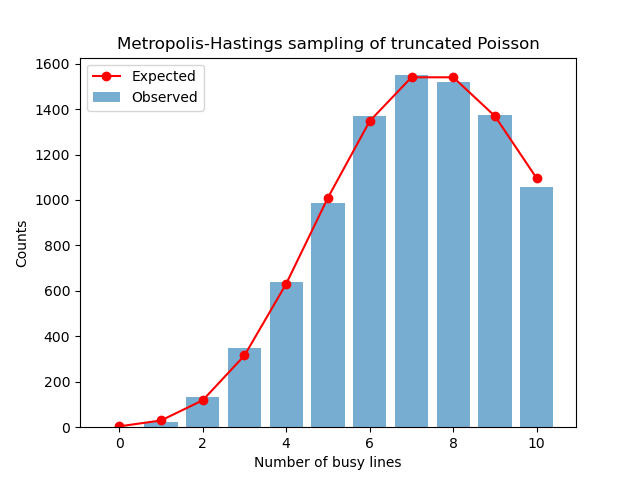 Metropolis-Hastings sampling of truncated Poisson
Expected
Observed
1600
1400
1200
1000
800
600
400
200
0
Counts
0 2 4 6 8 10
Number of busy lines